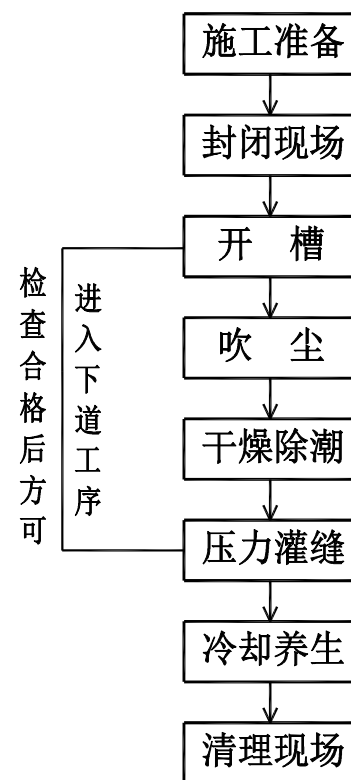 施工准备
封闭现场
开 槽
吹 尘
干燥除潮
压力灌缝
冷却养生
清理现场
检查合格后方可
进入下道工序